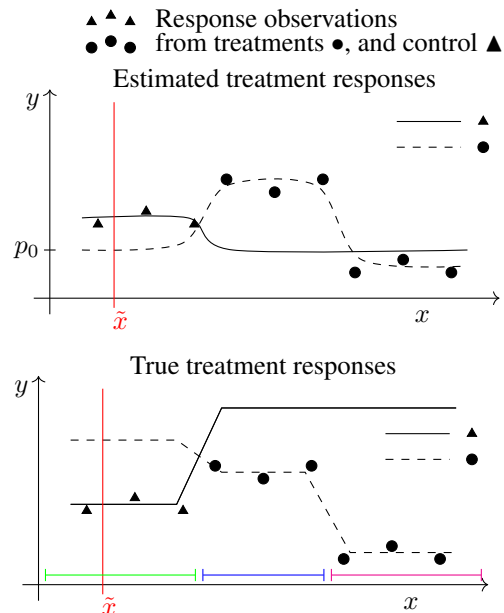 ▲ ▲ ▲ Response observations
● ● ● from treatments ●, and control ▲
Estimated treatment responses
y
▲
●
p₀
x̃
x
True treatment responses
y
▲
●
x̃
x